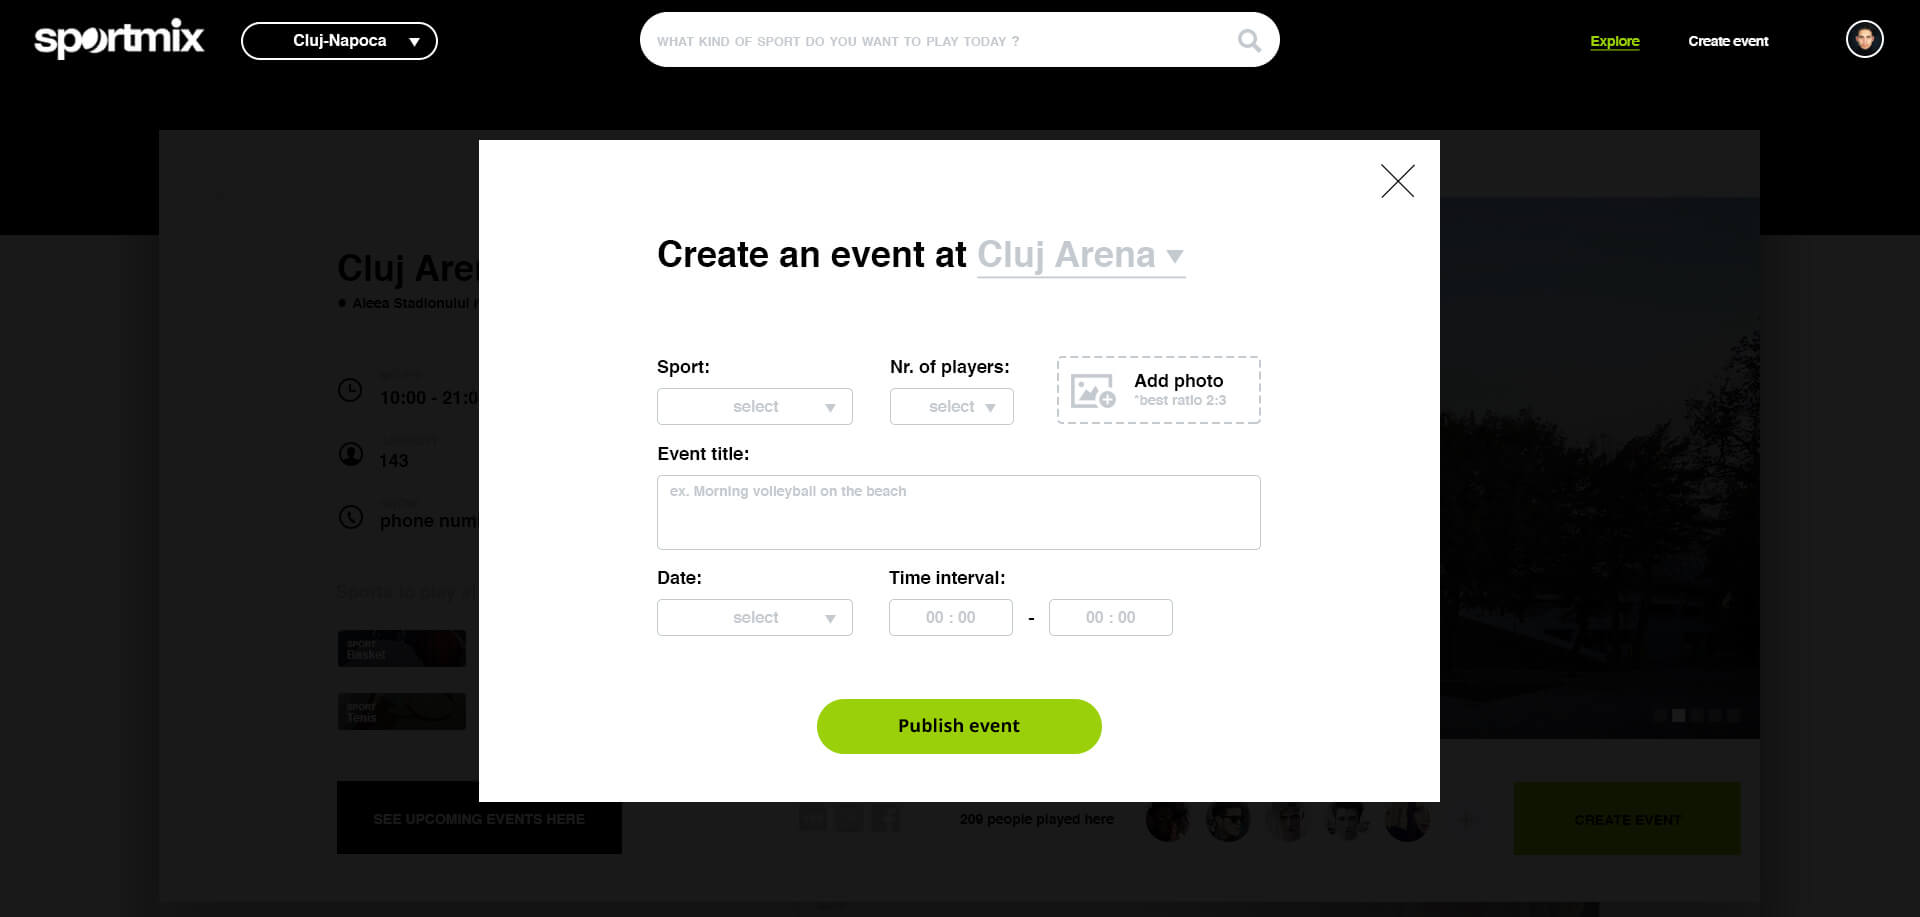 sportmix
Cluj-Napoca
WHAT KIND OF SPORT DO YOU WANT TO PLAY TODAY ?
Explore
Create event
Create an event at Cluj Arena
Sport:
select
Nr. of players:
select
Add photo
*best ratio 2:3
Event title:
ex. Morning volleyball on the beach
Date:
select
Time interval:
00 : 00 - 00 : 00
Publish event
Cluj
Aleea Stadionului
10:00 - 21:0
143
phone
Sports to play
SPORT
Basket
SPORT
Tenis
SEE UPCOMING EVENTS HERE
209 people played here
CREATE EVENT